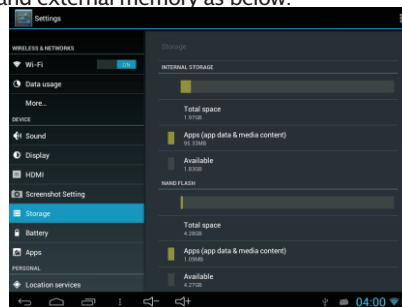 and external memory as below:
Settings
WIRELESS & NETWORKS
Wi-Fi
ON
Data usage
More...
DEVICE
Sound
Display
HDMI
Screenshot Setting
Storage
Battery
Apps
PERSONAL
Location services
Storage
INTERNAL STORAGE
Total space
1.97GB
Apps (app data & media content)
95.33MB
Available
1.83GB
NAND FLASH
Total space
4.28GB
Apps (app data & media content)
1.09MB
Available
4.27GB
04:00